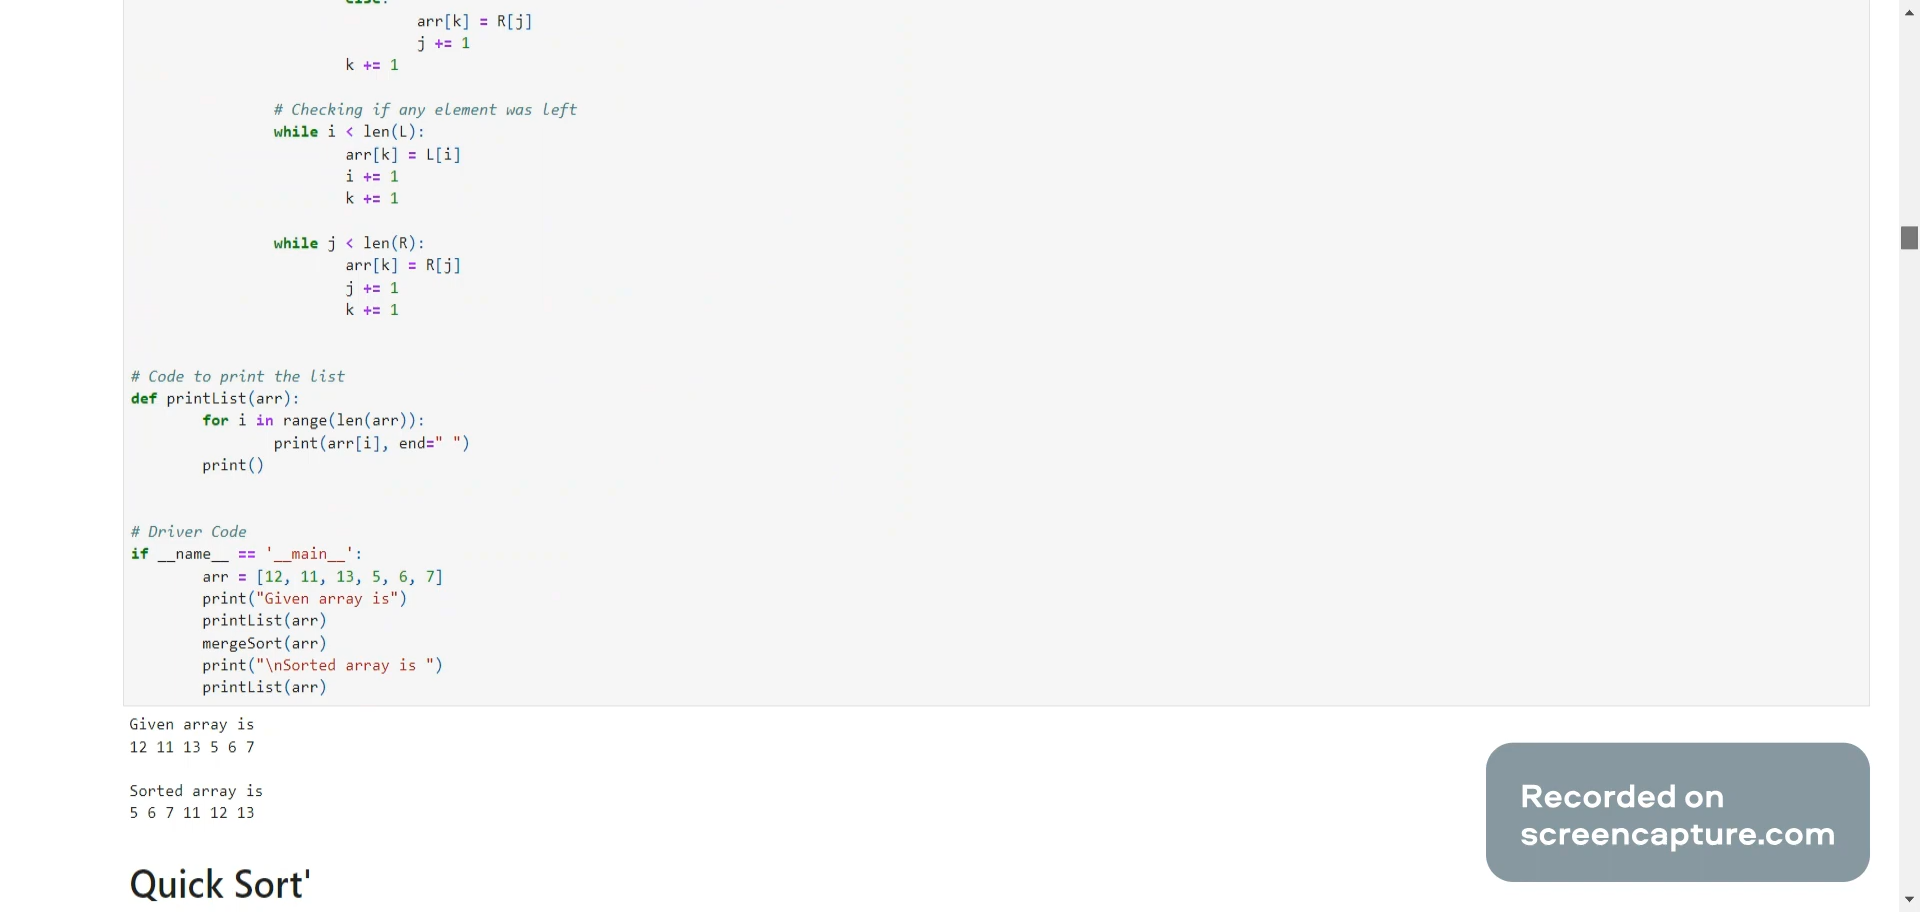 else:
arr[k] = R[j]
j += 1
k += 1
# Checking if any element was left
while i < len(L):
arr[k] = L[i]
i += 1
k += 1
while j < len(R):
arr[k] = R[j]
j += 1
k += 1
# Code to print the list
def printList(arr):
for i in range(len(arr)):
print(arr[i], end=" ")
print()
# Driver Code
if __name__ == '__main__':
arr = [12, 11, 13, 5, 6, 7]
print("Given array is")
printList(arr)
mergeSort(arr)
print("\nSorted array is ")
printList(arr)
Given array is
12 11 13 5 6 7
Sorted array is
5 6 7 11 12 13
Quick Sort'
Recorded on
screencapture.com